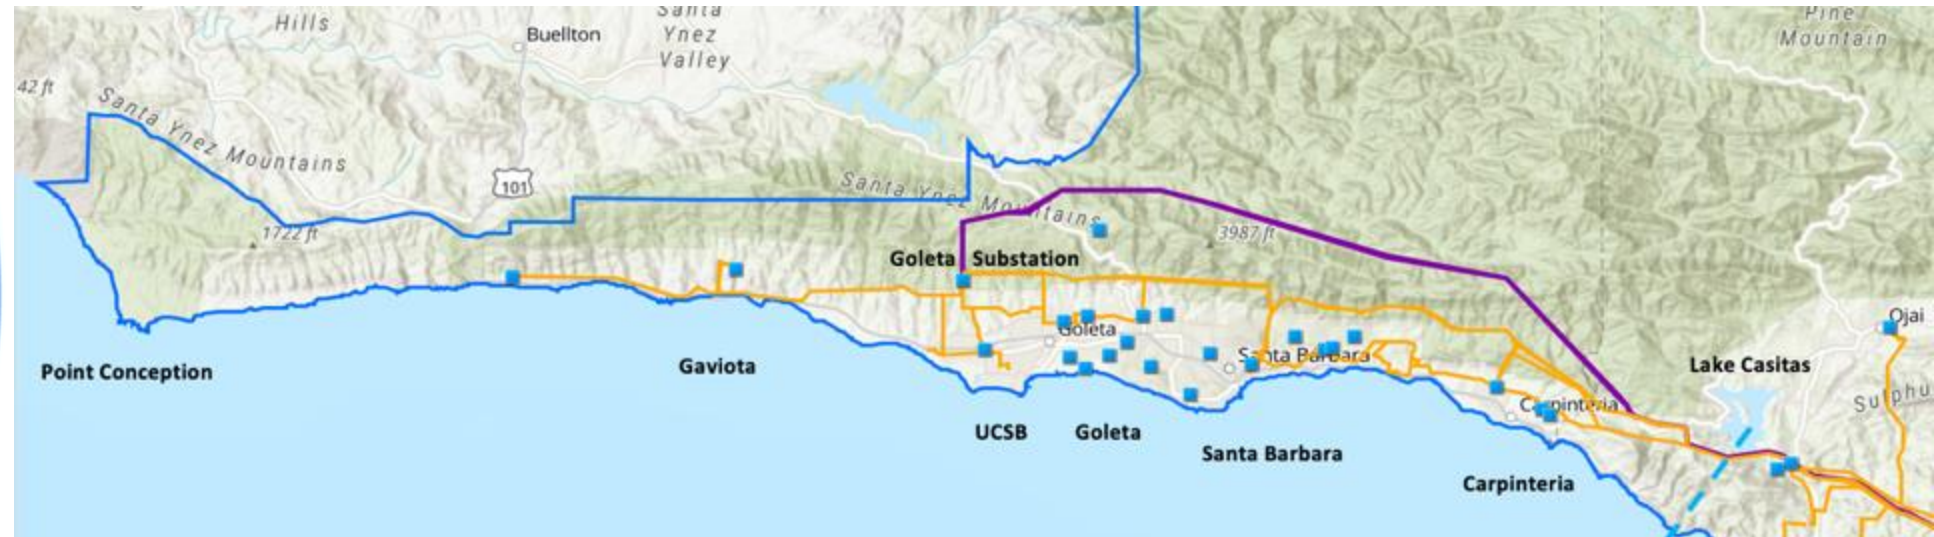 Santa
Ynez
Valley
Hills
Buellton
Pine
Mountain
42 ft
Santa Ynez Mountains
101
Santa Ynez Mountains
1722 ft
3987 ft
Goleta Substation
Goleta
Ojai
Santa Barbara
Point Conception
Gaviota
Lake Casitas
Carpinteria
UCSB
Goleta
Santa Barbara
Carpinteria